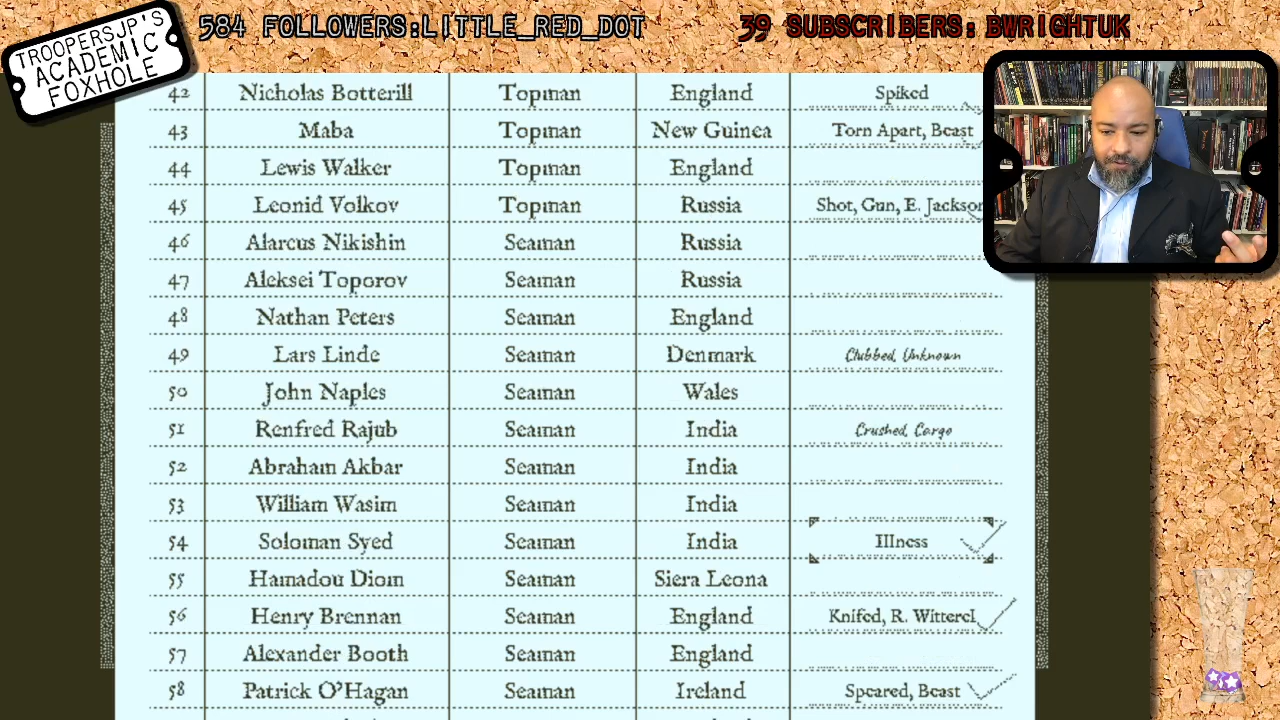 TROOPERSJP'S
ACADEMIC
FOXHOLE
584 FOLLOWERS:LITTLE_RED_DOT
39 SUBSCRIBERS: BWRIGHTUK
42 Nicholas Botterill Topman England Spiked
43 Maba Topman New Guinea Torn Apart, Beast
44 Lewis Walker Topman England
45 Leonid Volkov Topman Russia Shot, Gun, E. Jackson
46 Alarcus Nikishin Seaman Russia
47 Aleksei Toporov Seaman Russia
48 Nathan Peters Seaman England
49 Lars Linde Seaman Denmark Clubbed, Unknown
50 John Naples Seaman Wales
51 Renfred Rajub Seaman India Crushed, Cargo
52 Abraham Akbar Seaman India
53 William Wasim Seaman India
54 Soloman Syed Seaman India Illness
55 Hamadou Diom Seaman Siera Leona
56 Henry Brennan Seaman England Knifed, R. Witterel
57 Alexander Booth Seaman England
58 Patrick O'Hagan Seaman Ireland Speared, Beast